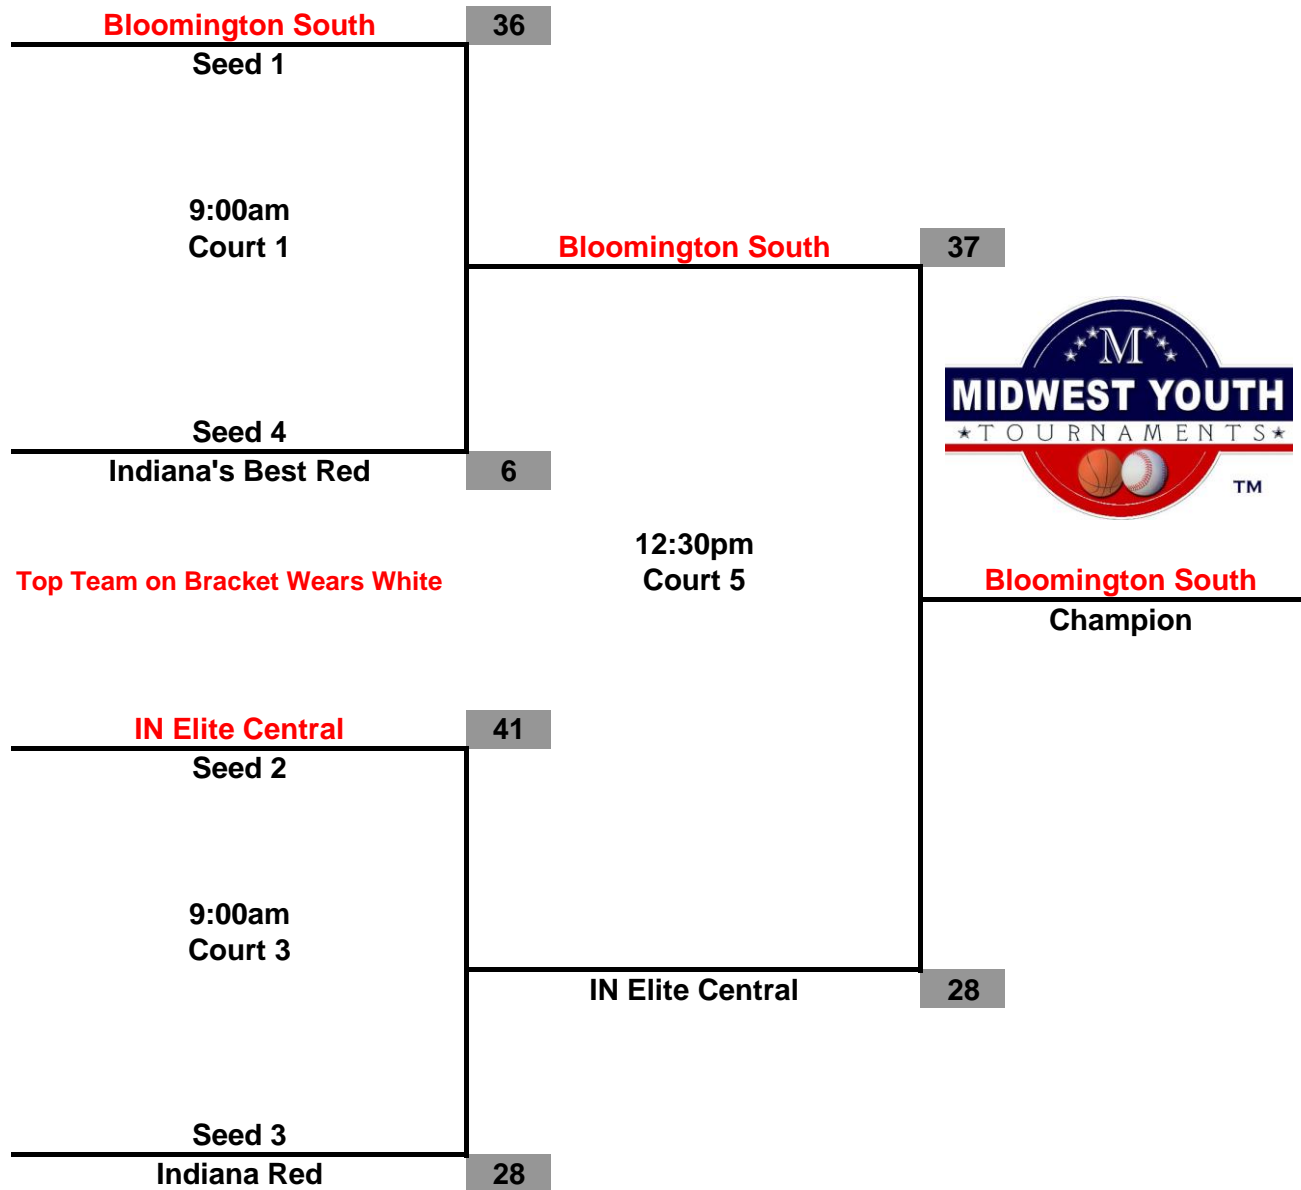 Bloomington South 36
Seed 1
9:00am
Court 1
Bloomington South 37
M
MIDWEST YOUTH
TOURNAMENTS
TM
Seed 4
Indiana's Best Red 6
12:30pm
Court 5
Top Team on Bracket Wears White
Bloomington South
Champion
IN Elite Central 41
Seed 2
9:00am
Court 3
IN Elite Central 28
Seed 3
Indiana Red 28